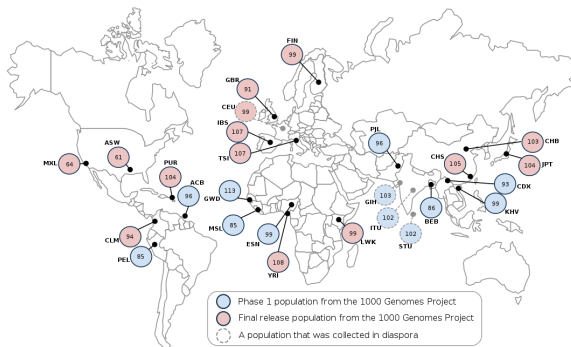 FIN
99
GBR
91
CEU
99
IBS
107
TSI
107
PJL
96
CHB
103
CHS
105
JPT
104
CDX
93
KHV
99
ASW
61
MXL
64
PUR
104
ACB
96
GWD
113
MSL
85
ESN
99
YRI
108
LWK
99
GIH
103
ITU
102
STU
102
BEB
86
CLM
94
PEL
85
Phase 1 population from the 1000 Genomes Project
Final release population from the 1000 Genomes Project
A population that was collected in diaspora